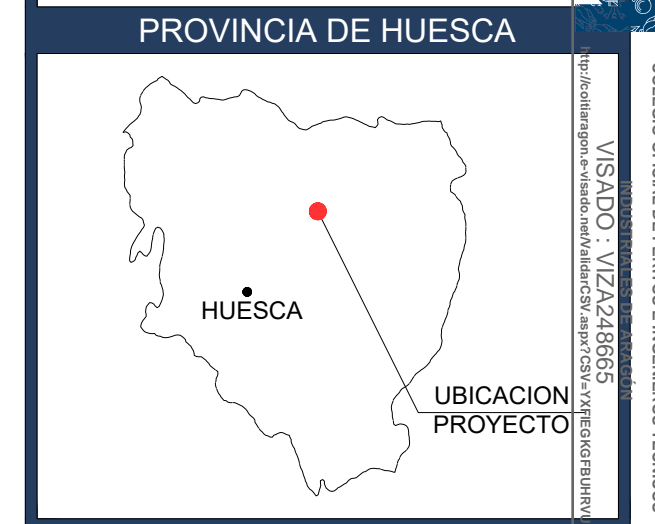 PROVINCIA DE HUESCA
HUESCA
UBICACION
PROYECTO
INDUSTRIALES DE ARAGÓN
VISADO : VIZA248665
http://coitiaragon.e-visado.net/ValidarCSV.aspx?CSV=YXFIEGKGFBUHRVU